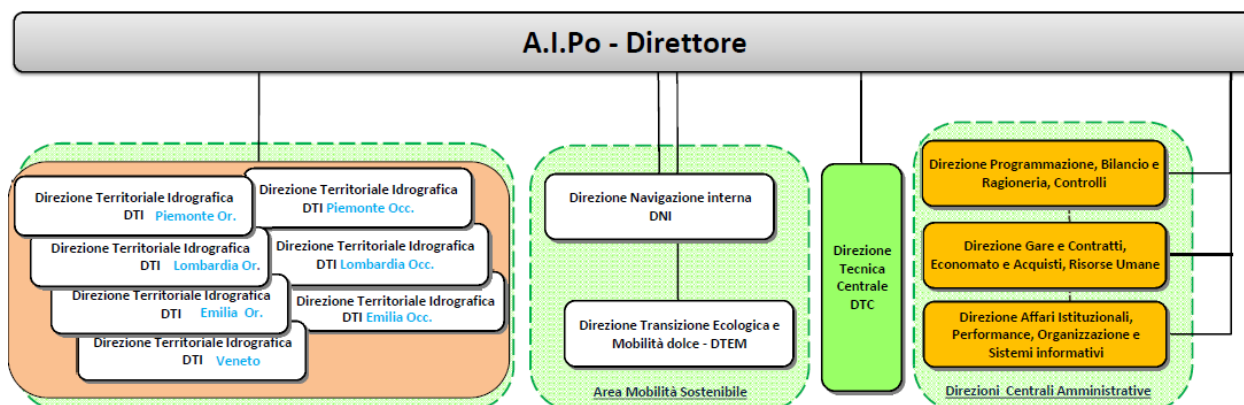 A.I.Po - Direttore
Direzione Territoriale Idrografica
DTI Piemonte Or.
Direzione Territoriale Idrografica
DTI Piemonte Occ.
Direzione Territoriale Idrografica
DTI Lombardia Or.
Direzione Territoriale Idrografica
DTI Lombardia Occ.
Direzione Territoriale Idrografica
DTI Emilia Or.
Direzione Territoriale Idrografica
DTI Emilia Occ.
Direzione Territoriale Idrografica
DTI Veneto
Direzione Navigazione interna
DNI
Direzione Transizione Ecologica e
Mobilità dolce - DTEM
Area Mobilità Sostenibile
Direzione
Tecnica
Centrale
DTC
Direzione Programmazione, Bilancio e
Ragioneria, Controlli
Direzione Gare e Contratti,
Economato e Acquisti, Risorse Umane
Direzione Affari Istituzionali,
Performance, Organizzazione e
Sistemi informativi
Direzioni Centrali Amministrative